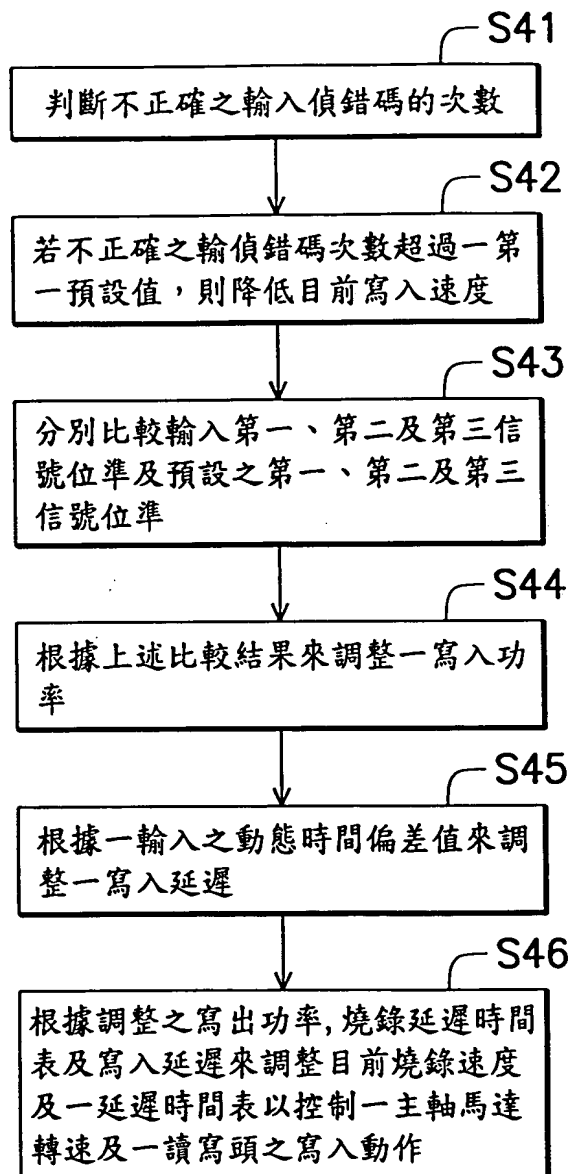 S41
判斷不正確之輸入偵錯碼的次數
S42
若不正確之輸偵錯碼次數超過一第
一預設值，則降低目前寫入速度
S43
分別比較輸入第一、第二及第三信
號位準及預設之第一、第二及第三
信號位準
S44
根據上述比較結果來調整一寫入功
率
S45
根據一輸入之動態時間偏差值來調
整一寫入延遲
S46
根據調整之寫出功率,燒錄延遲時間
表及寫入延遲來調整目前燒錄速度
及一延遲時間表以控制一主軸馬達
轉速及一讀寫頭之寫入動作